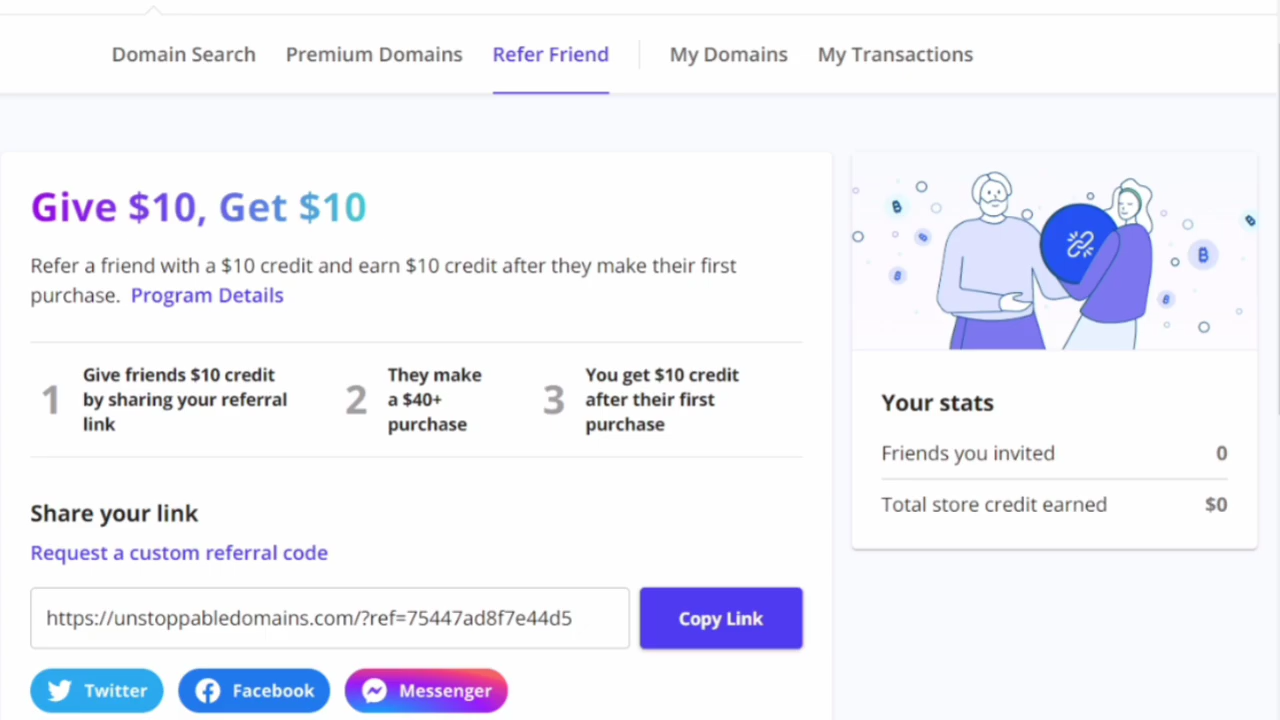 Domain Search Premium Domains Refer Friend My Domains My Transactions
Give $10, Get $10
Refer a friend with a $10 credit and earn $10 credit after they make their first
purchase. Program Details
1
Give friends $10 credit
by sharing your referral
link
2
They make
a $40+
purchase
3
You get $10 credit
after their first
purchase
Share your link
Request a custom referral code
https://unstoppabledomains.com/?ref=75447ad8f7e44d5
Copy Link
Twitter
Facebook
Messenger
Your stats
Friends you invited 0
Total store credit earned $0